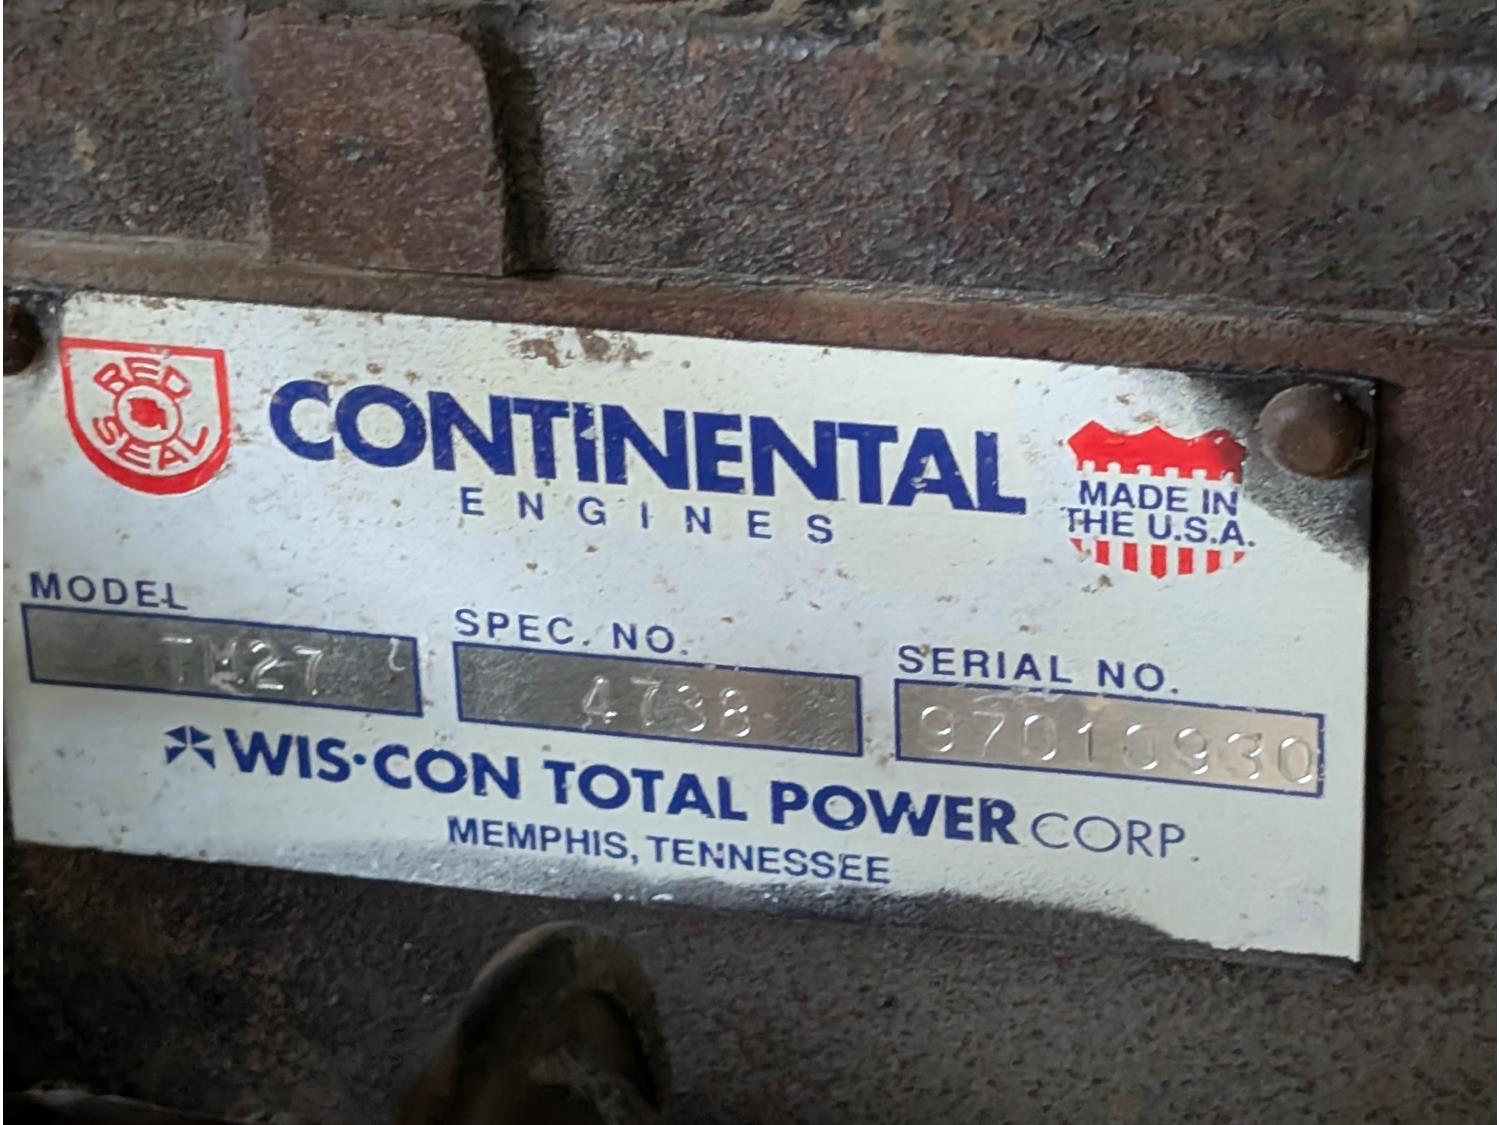 RED SEAL
CONTINENTAL
ENGINES
MADE IN
THE U.S.A.
MODEL
TM27
SPEC. NO.
4738
SERIAL NO.
97010930
WIS·CON TOTAL POWER CORP.
MEMPHIS, TENNESSEE